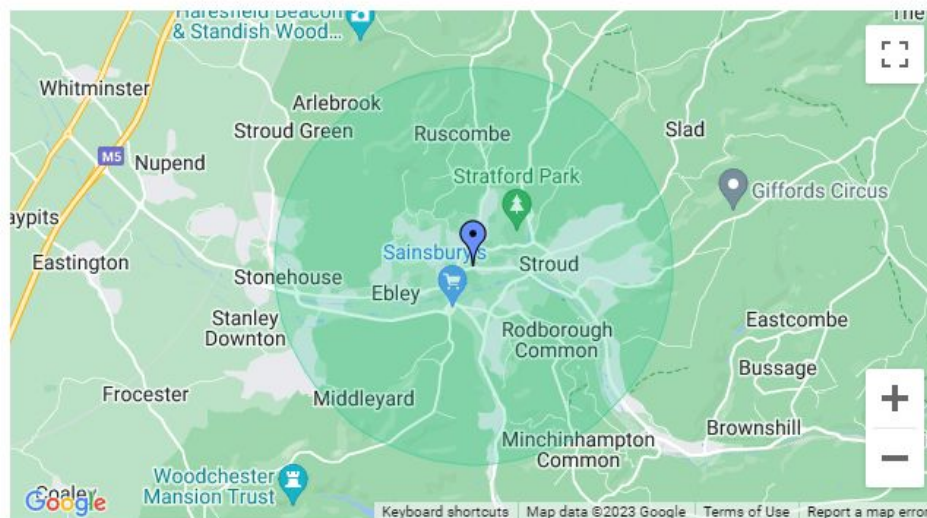 Haresfield Beacon
& Standish Wood...
The
Whitminster
Arlebrook
Stroud Green
Ruscombe
Slad
M5
Nupend
Stratford Park
Giffords Circus
aypits
Sainsbury's
Eastington
Stonehouse
Stroud
Ebley
Stanley
Downton
Eastcombe
Rodborough
Common
Bussage
Frocester
Middleyard
Brownshill
Minchinhampton
Common
Woodchester
Mansion Trust
Coaley
Google
Keyboard shortcuts
Map data ©2023 Google
Terms of Use
Report a map error